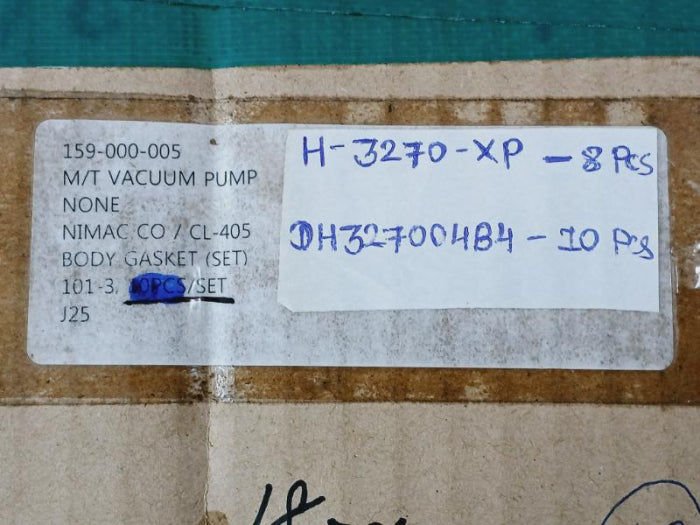 159-000-005
M/T VACUUM PUMP
NONE
NIMAC CO / CL-405
BODY GASKET (SET)
101-3, 10PCS/SET
J25
H-3270-XP - 8 Pcs
DH327004B4 - 10 Pcs